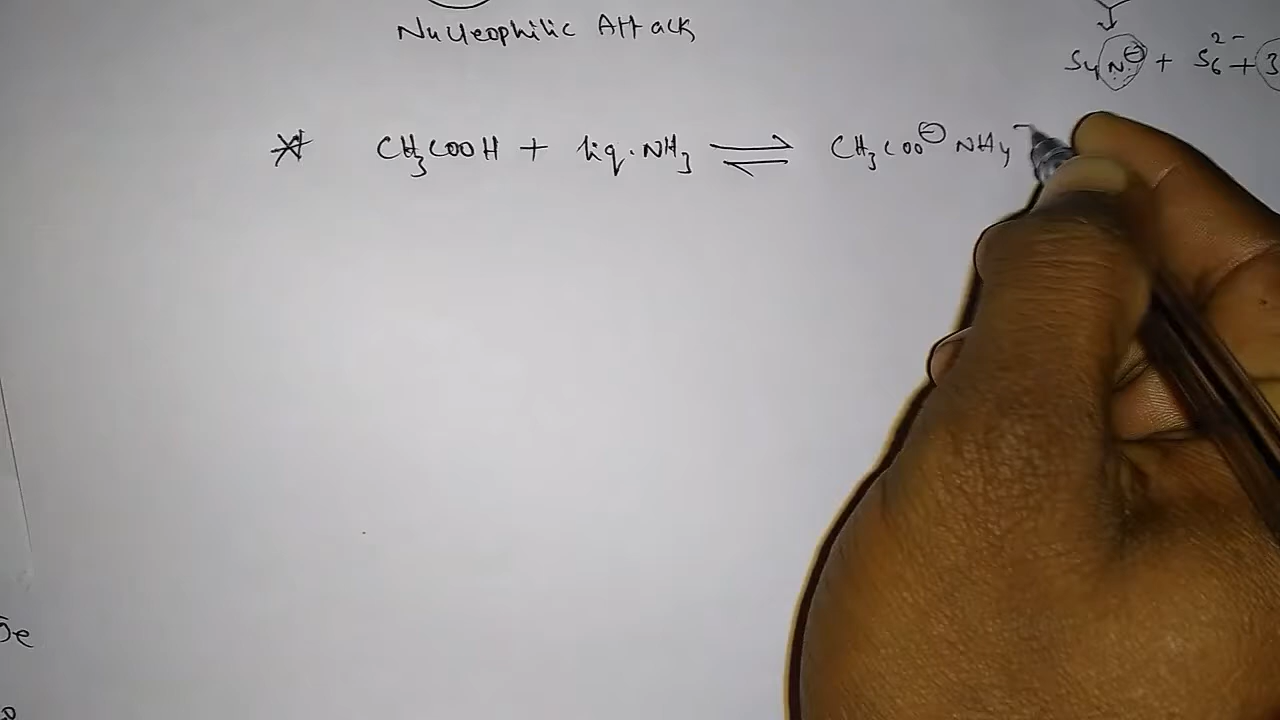 Nucleophilic Attack
S₄N⊖ + S₆²⁻ + 3
* CH₃COOH + liq. NH₃ ⇌ CH₃COO⊖ NH₄